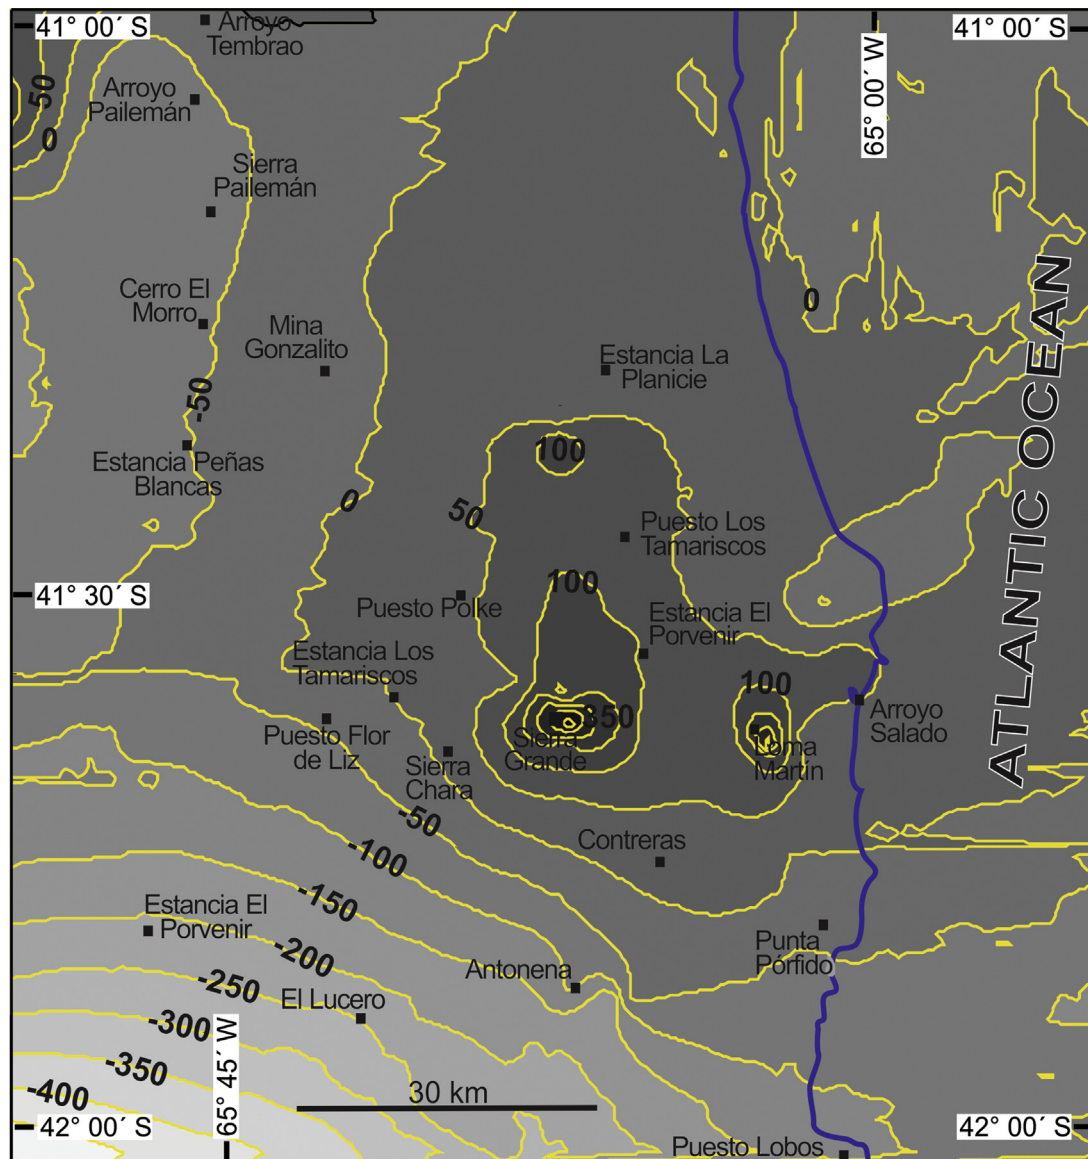 41° 00´ S
Arroyo
Tembrao
41° 00´ S
65° 00´ W
50
Arroyo
Pailemán
0
Sierra
Pailemán
ATLANTIC OCEAN
Cerro El
Morro
0
Mina
Gonzalito
Estancia La
Planicie
-50
100
Estancia Peñas
Blancas
0
50
Puesto Los
Tamariscos
41° 30´ S
100
Puesto Polke
Estancia El
Porvenir
Estancia Los
Tamariscos
100
350
Arroyo
Salado
Puesto Flor
de Liz
Sierra
Grande
Loma
Martín
Sierra
Chara
-50
Contreras
-100
-150
Estancia El
Porvenir
-200
Punta
Pórfido
Antonena
-250
El Lucero
-300
-350
65° 45´ W
-400
30 km
42° 00´ S
42° 00´ S
Puesto Lobos